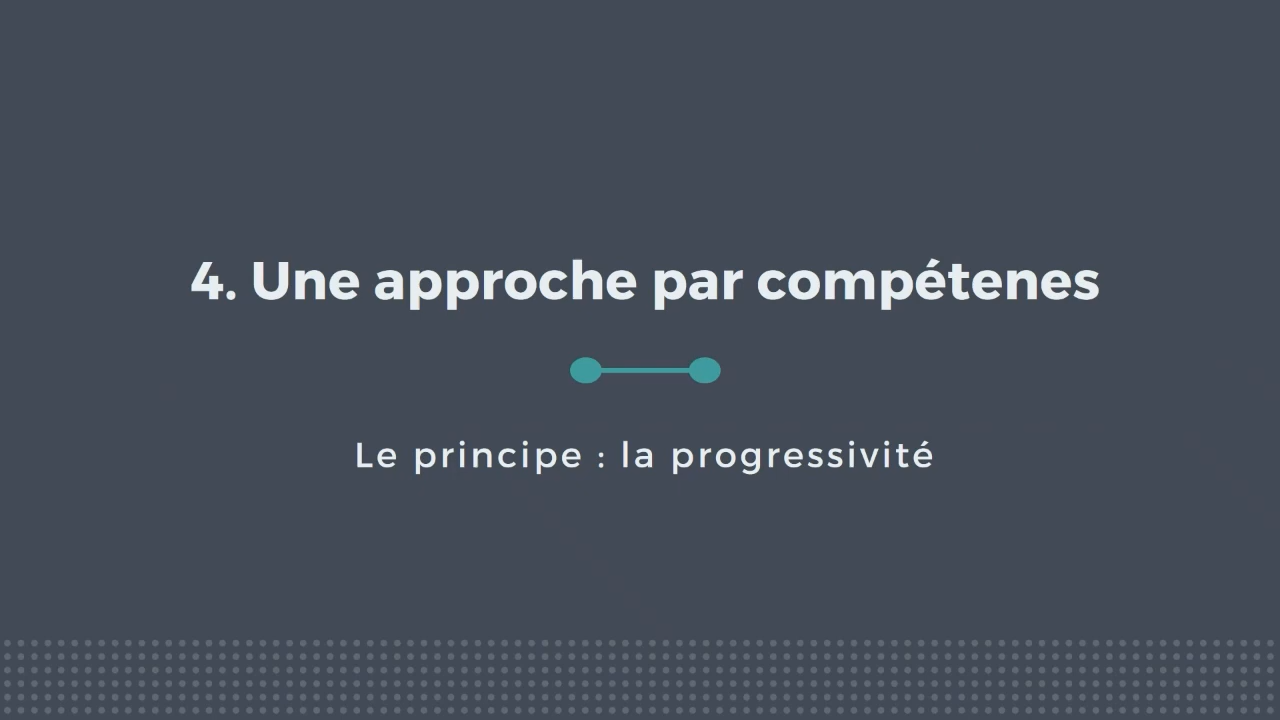 4. Une approche par compétenes
Le principe : la progressivité